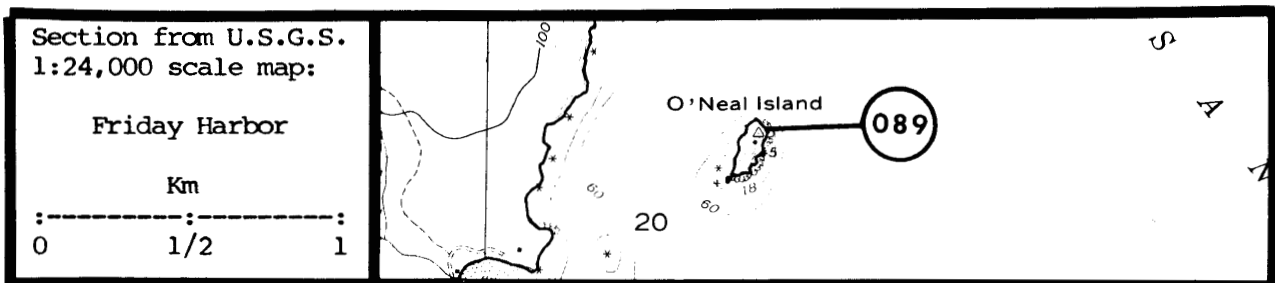 Section from U.S.G.S.
1:24,000 scale map:
Friday Harbor
Km
:---------:---------:
0 1/2 1
100
O'Neal Island
089
5
18
60
60
20
S
A
N